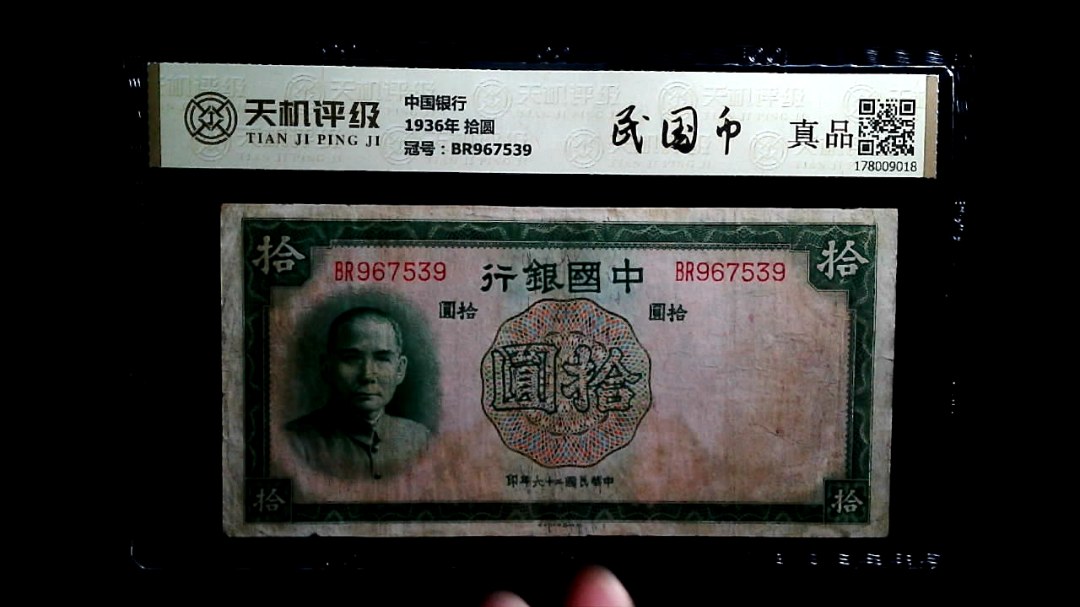 天机评级
TIAN JI PING JI
中国银行
1936年 拾圆
冠号：BR967539
民国币
真品
178009018
拾
拾
BR967539
行銀國中
BR967539
圓拾
圓拾
圓拾
印年六十二國民華中
拾
拾